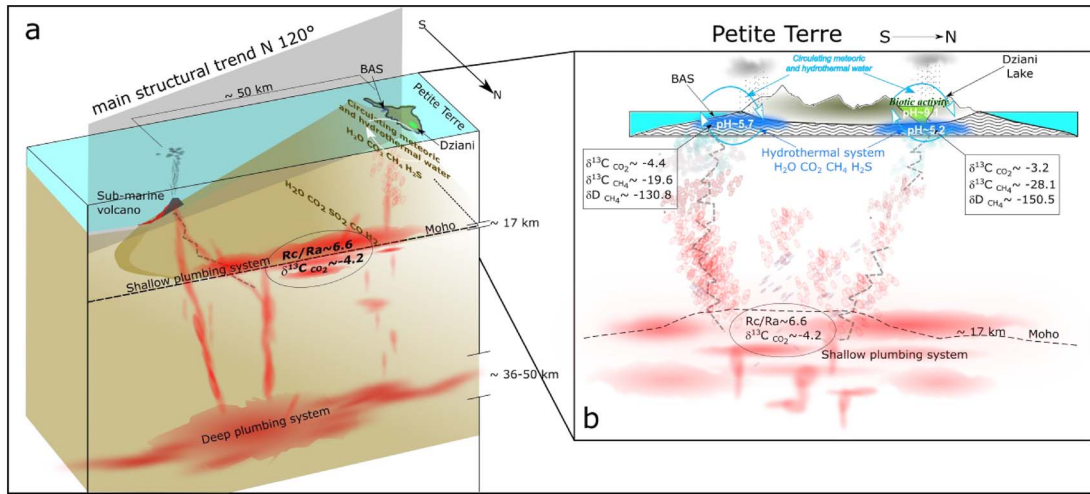 a
main structural trend N 120°
~ 50 km
S
N
BAS
Petite Terre
Dziani
Circulating meteoric
and hydrothermal water
H₂O CO₂ CH₄ H₂S
H2O CO₂ SO₂ CO H₂
Sub-marine
volcano
~ 17 km
Moho
Rc/Ra~6.6
δ¹³C CO₂~-4.2
Shallow plumbing system
~ 36-50 km
Deep plumbing system
Petite Terre
S N
Circulating meteoric
and hydrothermal water
BAS
Dziani
Lake
Biotic activity
pH~5.7
pH~5.2
Hydrothermal system
H₂O CO₂ CH₄ H₂S
δ¹³C CO₂~ -4.4
δ¹³C CH₄~ -19.6
δD CH₄~ -130.8
δ¹³C CO₂~ -3.2
δ¹³C CH₄~ -28.1
δD CH₄~ -150.5
Rc/Ra~6.6
δ¹³C CO₂~-4.2
~ 17 km
Moho
Shallow plumbing system
b